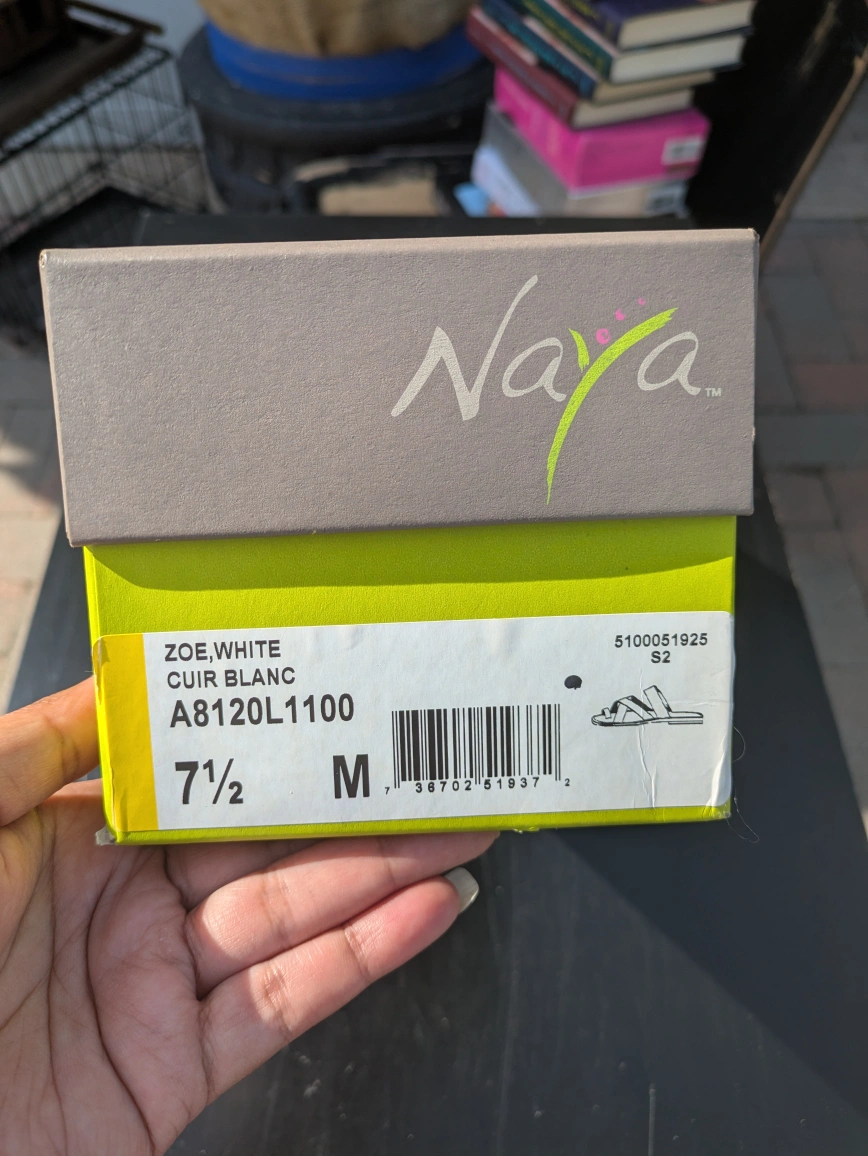 Naya™
ZOE,WHITE
CUIR BLANC
A8120L1100
7½ M
5100051925
S2
7 36702 51937 2